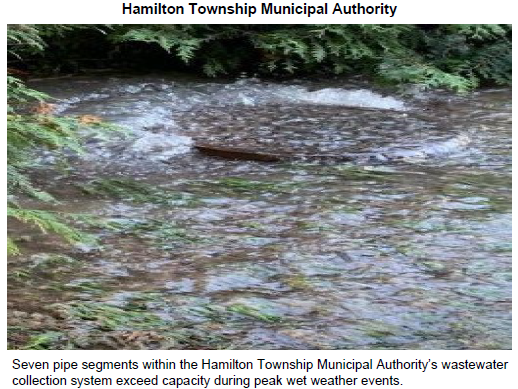 Hamilton Township Municipal Authority
Seven pipe segments within the Hamilton Township Municipal Authority's wastewater
collection system exceed capacity during peak wet weather events.